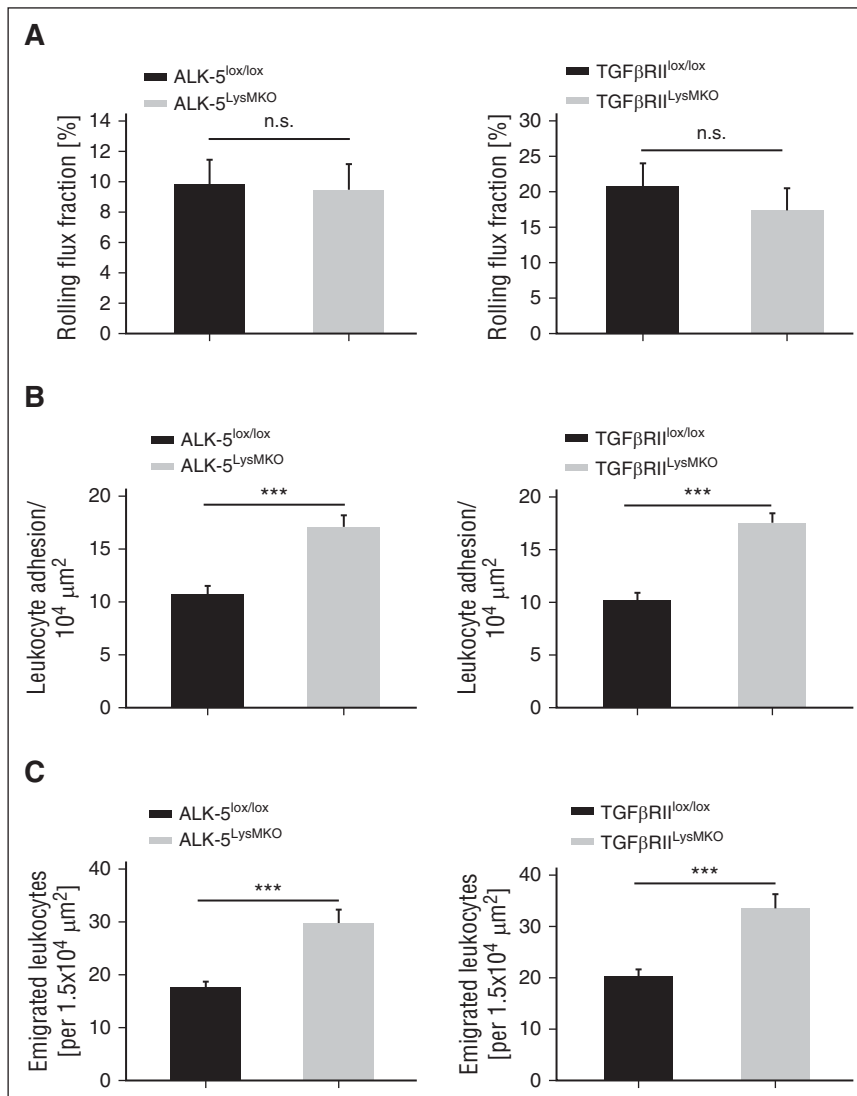 A
ALK-5lox/lox
ALK-5LysMKO
Rolling flux fraction [%]
14
12
10
8
6
4
2
0
n.s.
TGFβRIIlox/lox
TGFβRIILysMKO
Rolling flux fraction [%]
30
25
20
15
10
5
0
n.s.
B
ALK-5lox/lox
ALK-5LysMKO
Leukocyte adhesion/
10⁴ μm²
20
15
10
5
0
***
TGFβRIIlox/lox
TGFβRIILysMKO
Leukocyte adhesion/
10⁴ μm²
20
15
10
5
0
***
C
ALK-5lox/lox
ALK-5LysMKO
Emigrated leukocytes
[per 1.5x10⁴ μm²]
40
30
20
10
0
***
TGFβRIIlox/lox
TGFβRIILysMKO
Emigrated leukocytes
[per 1.5x10⁴ μm²]
40
30
20
10
0
***